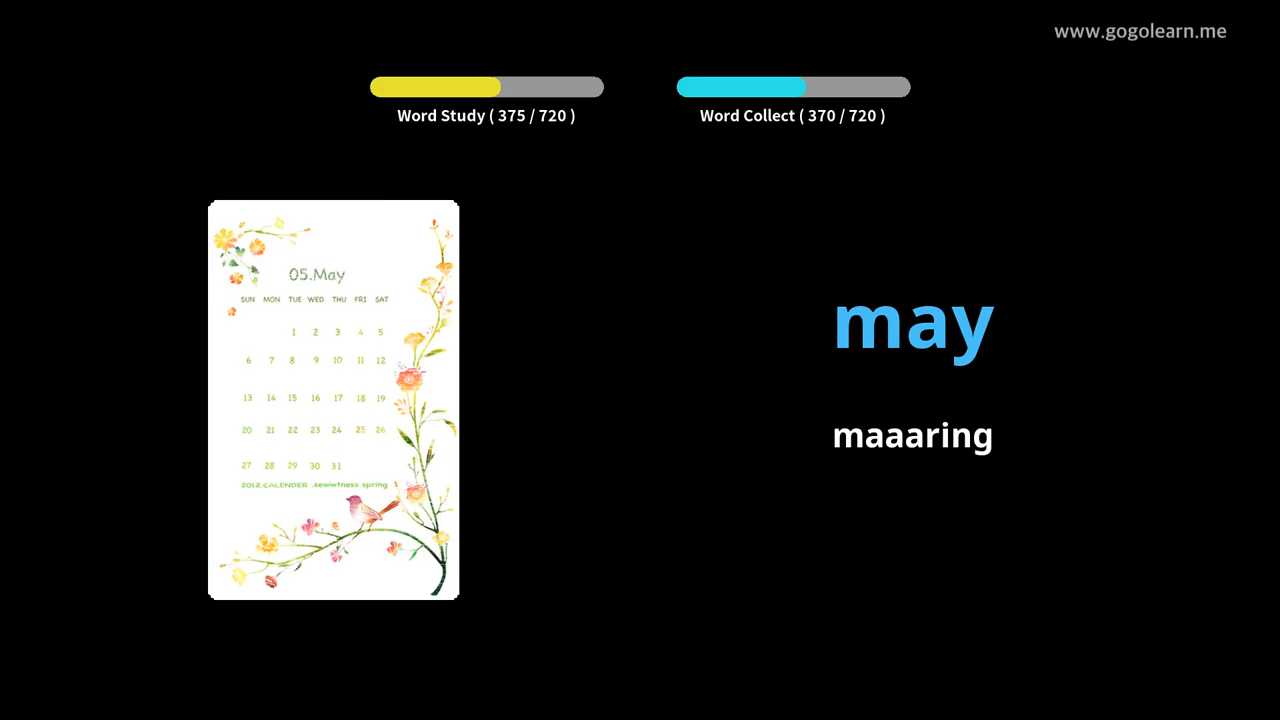 www.gogolearn.me
Word Study ( 375 / 720 )
Word Collect ( 370 / 720 )
05.May
SUN MON TUE WED THU FRI SAT
1 2 3 4 5
6 7 8 9 10 11 12
13 14 15 16 17 18 19
20 21 22 23 24 25 26
27 28 29 30 31
2012.CALENDER .sewwtness spring
may
maaaring